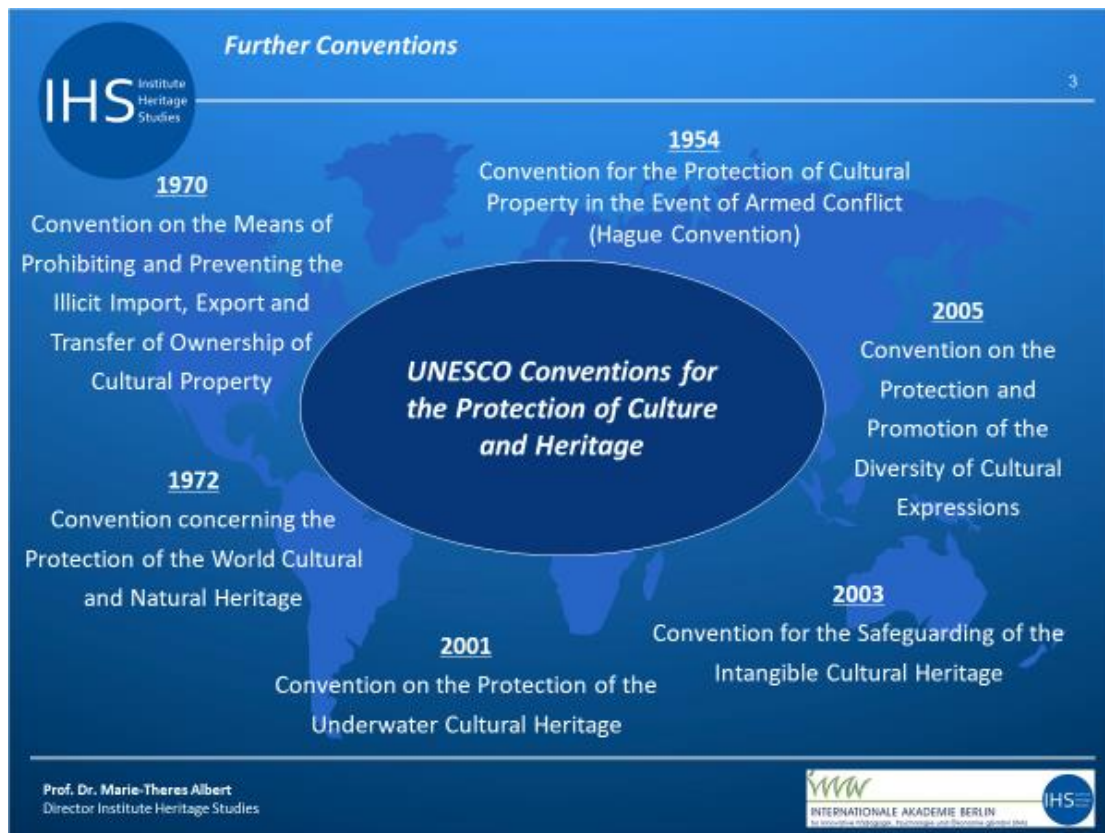 Further Conventions
IHS Institute
Heritage
Studies
3
1954
Convention for the Protection of Cultural
Property in the Event of Armed Conflict
(Hague Convention)
1970
Convention on the Means of
Prohibiting and Preventing the
Illicit Import, Export and
Transfer of Ownership of
Cultural Property
UNESCO Conventions for
the Protection of Culture
and Heritage
2005
Convention on the
Protection and
Promotion of the
Diversity of Cultural
Expressions
1972
Convention concerning the
Protection of the World Cultural
and Natural Heritage
2003
Convention for the Safeguarding of the
Intangible Cultural Heritage
2001
Convention on the Protection of the
Underwater Cultural Heritage
Prof. Dr. Marie-Theres Albert
Director Institute Heritage Studies
INTERNATIONALE AKADEMIE BERLIN
IHS